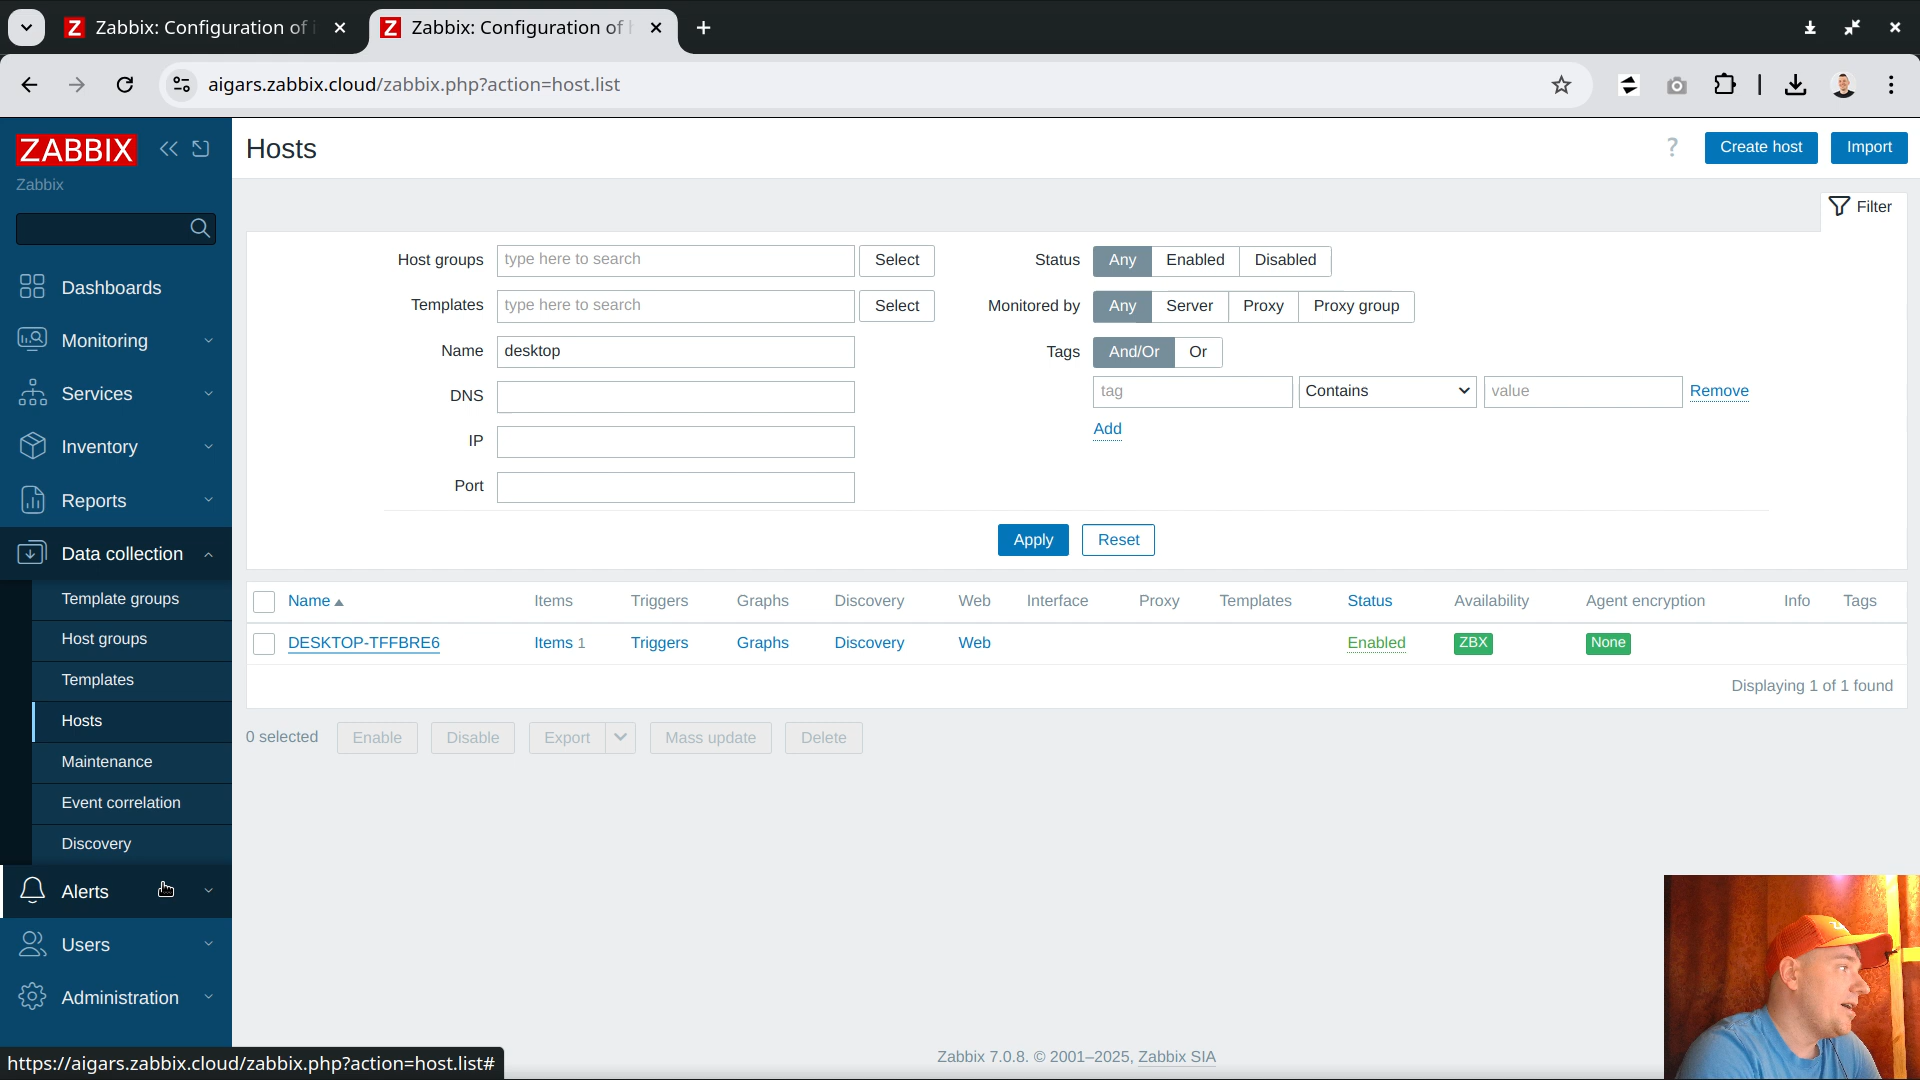 Zabbix: Configuration of
Zabbix: Configuration of
aigars.zabbix.cloud/zabbix.php?action=host.list
ZABBIX
Zabbix
Hosts
? Create host Import
Filter
Host groups type here to search Select
Status Any Enabled Disabled
Templates type here to search Select
Monitored by Any Server Proxy Proxy group
Name desktop
Tags And/Or Or
tag Contains value Remove
DNS
Add
IP
Port
Apply Reset
Dashboards
Monitoring
Services
Inventory
Reports
Data collection
Template groups
Host groups
Templates
Hosts
Maintenance
Event correlation
Discovery
Alerts
Users
Administration
Name Items Triggers Graphs Discovery Web Interface Proxy Templates Status Availability Agent encryption Info Tags
DESKTOP-TFFBRE6 Items 1 Triggers Graphs Discovery Web Enabled ZBX None
Displaying 1 of 1 found
0 selected Enable Disable Export Mass update Delete
Zabbix 7.0.8. © 2001–2025, Zabbix SIA
https://aigars.zabbix.cloud/zabbix.php?action=host.list#